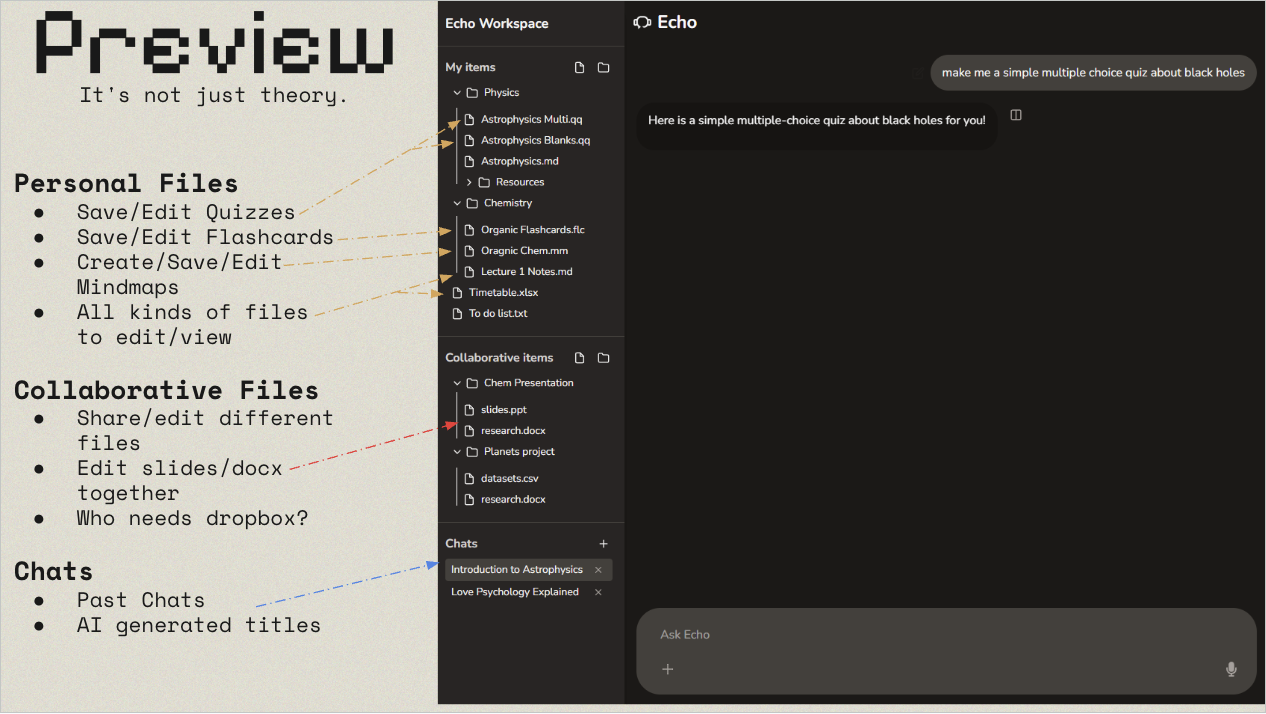 Preview
It's not just theory.
Personal Files
● Save/Edit Quizzes
● Save/Edit Flashcards
● Create/Save/Edit
Mindmaps
● All kinds of files
to edit/view
Collaborative Files
● Share/edit different
files
● Edit slides/docx
together
● Who needs dropbox?
Chats
● Past Chats
● AI generated titles
Echo Workspace
My items
Physics
Astrophysics Multi.qq
Astrophysics Blanks.qq
Astrophysics.md
Resources
Chemistry
Organic Flashcards.flc
Oragnic Chem.mm
Lecture 1 Notes.md
Timetable.xlsx
To do list.txt
Collaborative items
Chem Presentation
slides.ppt
research.docx
Planets project
datasets.csv
research.docx
Chats
Introduction to Astrophysics
Love Psychology Explained
Echo
make me a simple multiple choice quiz about black holes
Here is a simple multiple-choice quiz about black holes for you!
Ask Echo